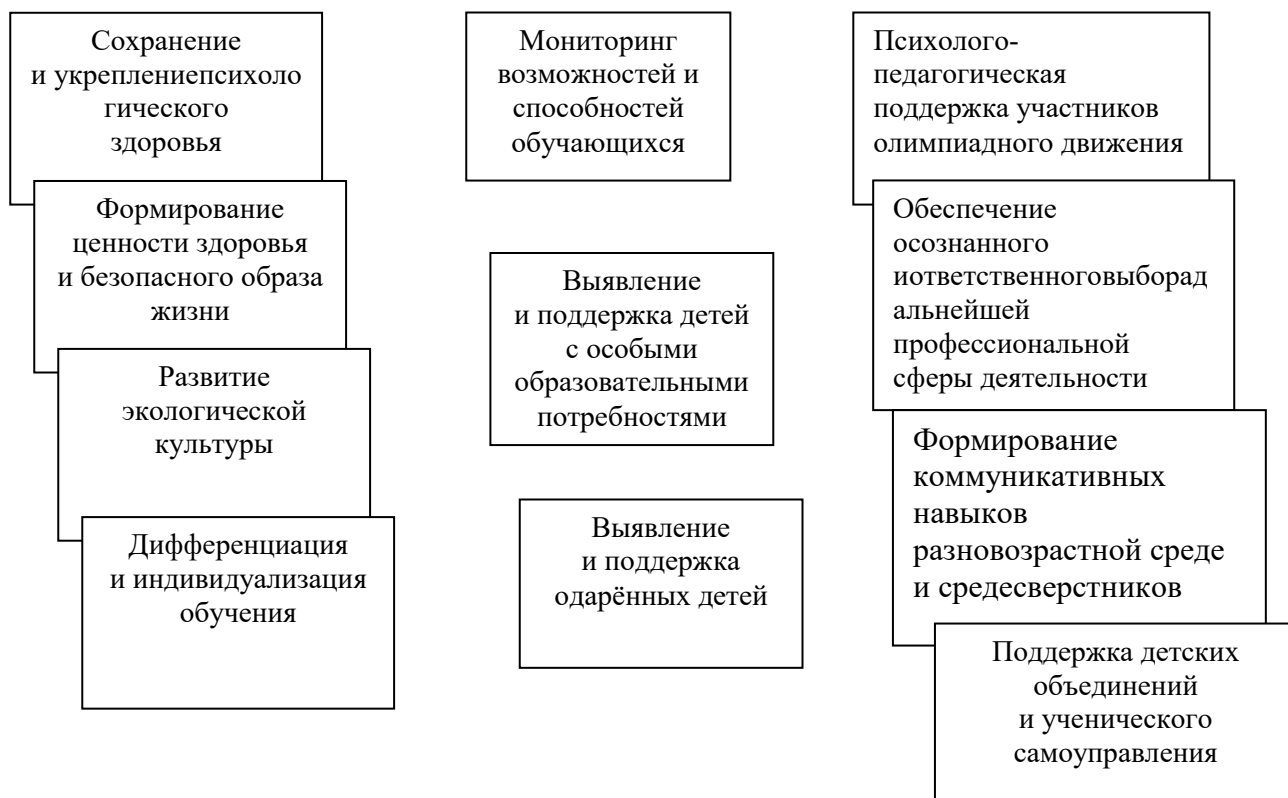 Сохранение
и укреплениепсихоло
гического
здоровья
Формирование
ценности здоровья
и безопасного образа
жизни
Развитие
экологической
культуры
Дифференциация
и индивидуализация
обучения
Мониторинг
возможностей и
способностей
обучающихся
Выявление
и поддержка детей
с особыми
образовательными
потребностями
Выявление
и поддержка
одарённых детей
Психолого-
педагогическая
поддержка участников
олимпиадного движения
Обеспечение
осознанного
иответственноговыборад
альнейшей
профессиональной
сферы деятельности
Формирование
коммуникативных
навыков
разновозрастной среде
и средесверстников
Поддержка детских
объединений
и ученического
самоуправления